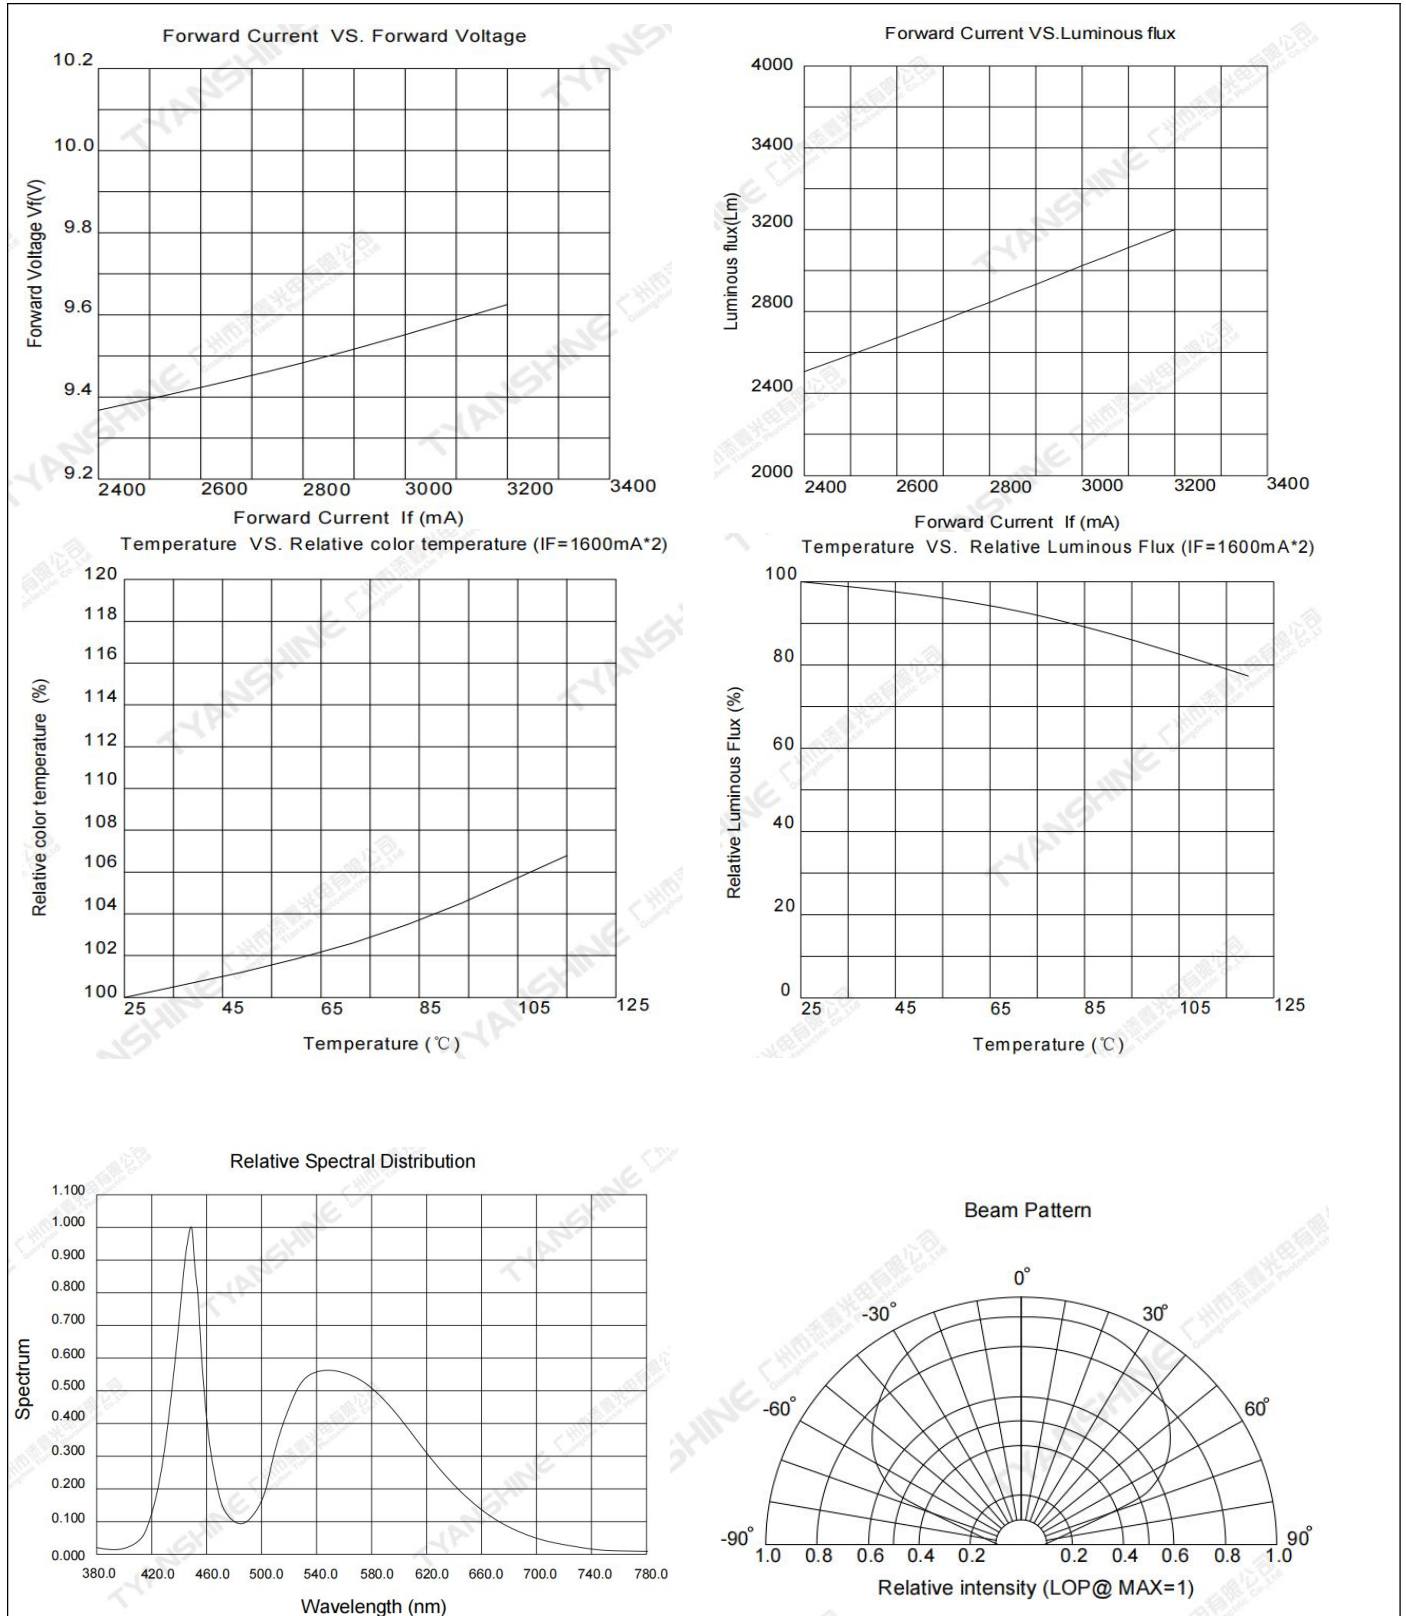 Forward Current VS. Forward Voltage
10.2
10.0
9.8
9.6
9.4
9.2
Forward Voltage Vf(V)
2400 2600 2800 3000 3200 3400
Forward Current If (mA)
Forward Current VS.Luminous flux
4000
3400
3200
2800
2400
2000
Luminous flux(Lm)
2400 2600 2800 3000 3200 3400
Forward Current If (mA)
Temperature VS. Relative color temperature (IF=1600mA*2)
120
118
116
114
112
110
108
106
104
102
100
Relative color temperature (%)
25 45 65 85 105 125
Temperature (℃)
Temperature VS. Relative Luminous Flux (IF=1600mA*2)
100
80
60
40
20
0
Relative Luminous Flux (%)
25 45 65 85 105 125
Temperature (℃)
Relative Spectral Distribution
1.100
1.000
0.900
0.800
0.700
0.600
0.500
0.400
0.300
0.200
0.100
0.000
Spectrum
380.0 420.0 460.0 500.0 540.0 580.0 620.0 660.0 700.0 740.0 780.0
Wavelength (nm)
Beam Pattern
0°
-30° 30°
-60° 60°
-90° 90°
1.0 0.8 0.6 0.4 0.2 0.2 0.4 0.6 0.8 1.0
Relative intensity (LOP@ MAX=1)
TYANSHINE